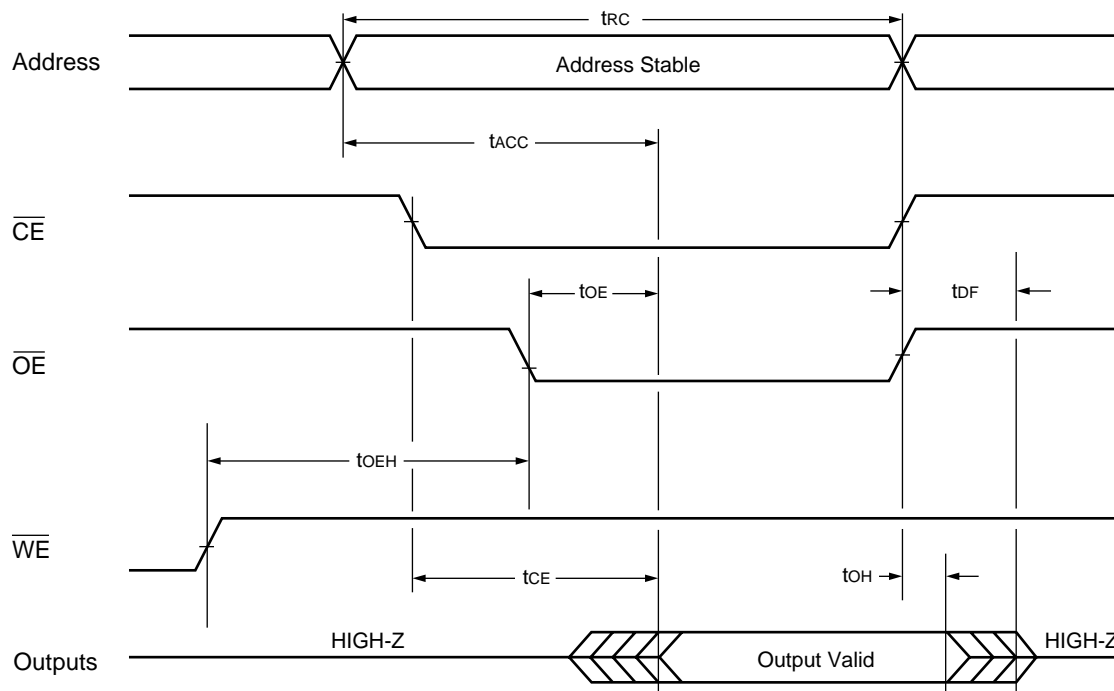 tRC
Address
Address Stable
tACC
CE
tOE
tDF
OE
tOEH
WE
tCE
tOH
HIGH-Z
HIGH-Z
Outputs
Output Valid